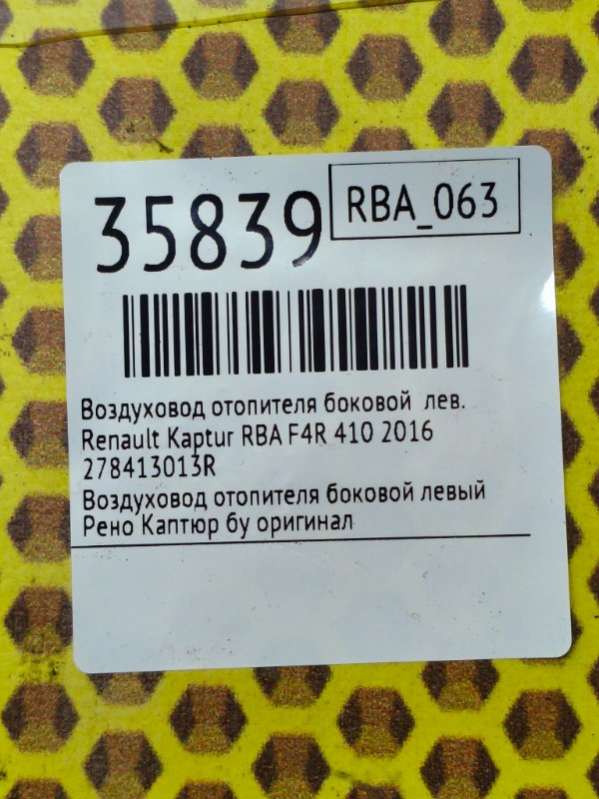 35839
RBA_063
Воздуховод отопителя боковой лев.
Renault Kaptur RBA F4R 410 2016
278413013R
Воздуховод отопителя боковой левый
Рено Каптюр бу оригинал